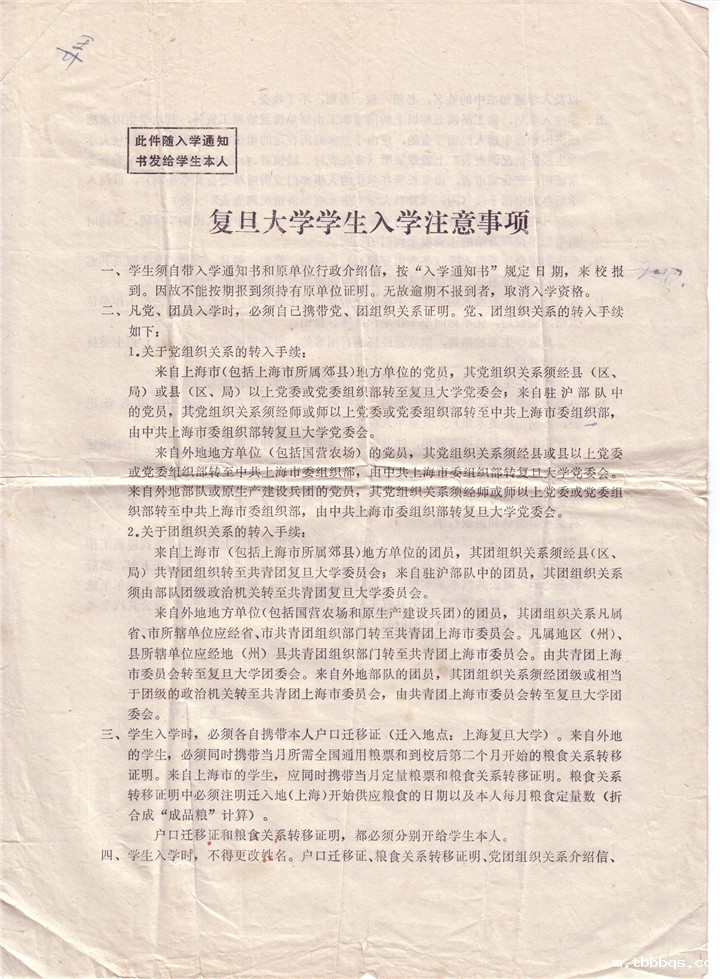 此件随入学通知
书发给学生本人
复旦大学学生入学注意事项
一、学生须自带入学通知书和原单位行政介绍信，按“入学通知书”规定日期，来校报
到。因故不能按期报到须持有原单位证明。无故逾期不报到者，取消入学资格。
二、凡党、团员入学时，必须自己携带党、团组织关系证明。党、团组织关系的转入手续
如下：
1.关于党组织关系的转入手续：
来自上海市(包括上海市所属郊县)地方单位的党员，其党组织关系须经县（区、
局）或县（区、局）以上党委或党委组织部转至复旦大学党委会；来自驻沪部队中
的党员，其党组织关系须经师或师以上党委或党委组织部转至中共上海市委组织部，
由中共上海市委组织部转复旦大学党委会。
来自外地地方单位（包括国营农场）的党员，其党组织关系须经县或县以上党委
或党委组织部转至中共上海市委组织部，由中共上海市委组织部转复旦大学党委会。
来自外地部队或原生产建设兵团的党员，其党组织关系须经师或师以上党委或党委组
织部转至中共上海市委组织部，由中共上海市委组织部转复旦大学党委会。
2.关于团组织关系的转入手续：
来自上海市（包括上海市所属郊县)地方单位的团员，其团组织关系须经县（区、
局）共青团组织转至共青团复旦大学委员会；来自驻沪部队中的团员，其团组织关系
须由部队团级政治机关转至共青团复旦大学委员会。
来自外地地方单位(包括国营农场和原生产建设兵团)的团员，其团组织关系凡属
省、市所辖单位应经省、市共青团组织部门转至共青团上海市委员会。凡属地区（州）、
县所辖单位应经地（州）县共青团组织部门转至共青团上海市委员会。由共青团上海
市委员会转至复旦大学团委会。来自外地部队的团员，其团组织关系须经团级或相当
于团级的政治机关转至共青团上海市委员会，由共青团上海市委员会转至复旦大学团
委会。
三、学生入学时，必须各自携带本人户口迁移证（迁入地点：上海复旦大学）。来自外地
的学生，必须同时携带当月所需全国通用粮票和到校后第二个月开始的粮食关系转移
证明。来自上海市的学生，应同时携带当月定量粮票和粮食关系转移证明。粮食关系
转移证明中必须注明迁入地(上海)开始供应粮食的日期以及本人每月粮食定量数（折
合成“成品粮”计算）。
户口迁移证和粮食关系转移证明，都必须分别开给学生本人。
四、学生入学时，不得更改姓名。户口迁移证、粮食关系转移证明、党团组织关系介绍信、